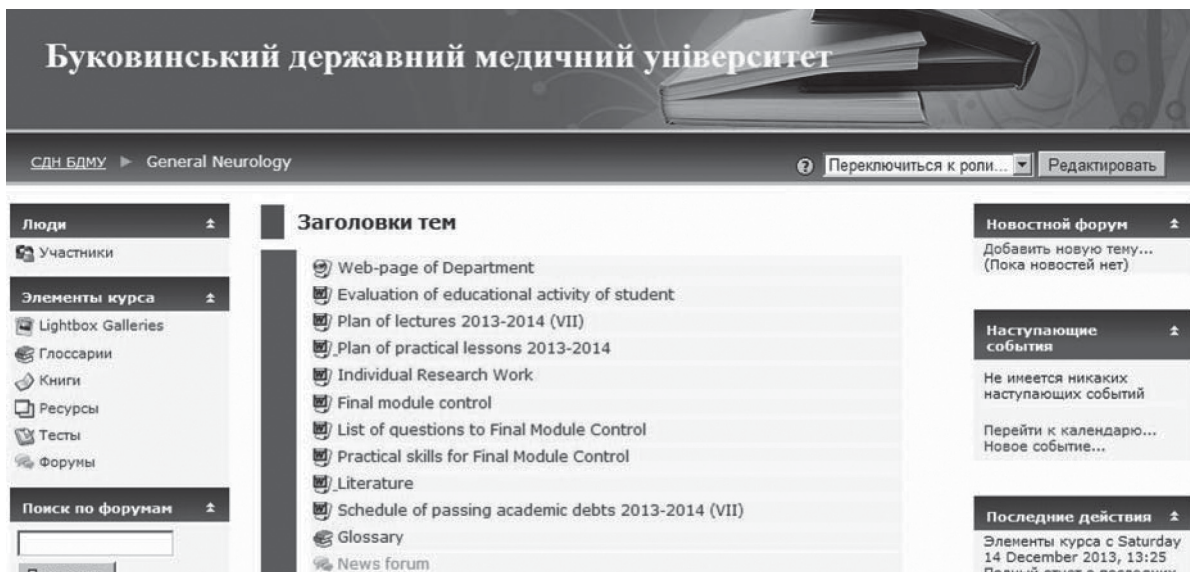 Буковинський державний медичний університет
СДН БДМУ ► General Neurology
Переключиться к роли... Редактировать
Люди
Участники
Элементы курса
Lightbox Galleries
Глоссарии
Книги
Ресурсы
Тесты
Форумы
Поиск по форумам
Заголовки тем
Web-page of Department
Evaluation of educational activity of student
Plan of lectures 2013-2014 (VII)
Plan of practical lessons 2013-2014
Individual Research Work
Final module control
List of questions to Final Module Control
Practical skills for Final Module Control
Literature
Schedule of passing academic debts 2013-2014 (VII)
Glossary
News forum
Новостной форум
Добавить новую тему...
(Пока новостей нет)
Наступающие
события
Не имеется никаких
наступающих событий
Перейти к календарю...
Новое событие...
Последние действия
Элементы курса с Saturday
14 December 2013, 13:25